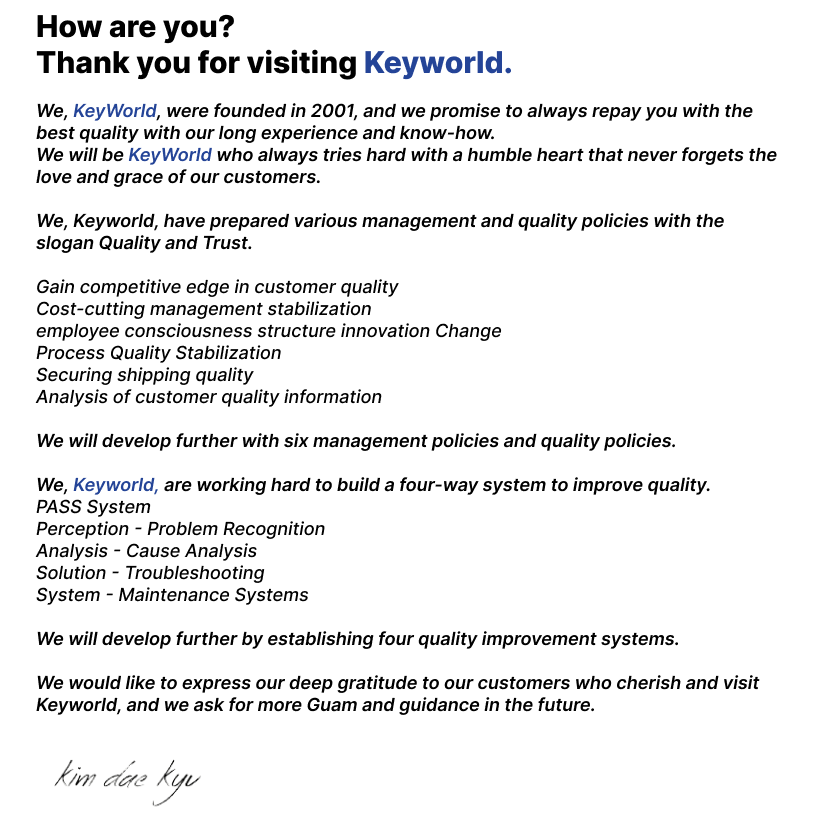 How are you?
Thank you for visiting Keyworld.
We, KeyWorld, were founded in 2001, and we promise to always repay you with the
best quality with our long experience and know-how.
We will be KeyWorld who always tries hard with a humble heart that never forgets the
love and grace of our customers.
We, Keyworld, have prepared various management and quality policies with the
slogan Quality and Trust.
Gain competitive edge in customer quality
Cost-cutting management stabilization
employee consciousness structure innovation Change
Process Quality Stabilization
Securing shipping quality
Analysis of customer quality information
We will develop further with six management policies and quality policies.
We, Keyworld, are working hard to build a four-way system to improve quality.
PASS System
Perception - Problem Recognition
Analysis - Cause Analysis
Solution - Troubleshooting
System - Maintenance Systems
We will develop further by establishing four quality improvement systems.
We would like to express our deep gratitude to our customers who cherish and visit
Keyworld, and we ask for more Guam and guidance in the future.
kim dae kyu